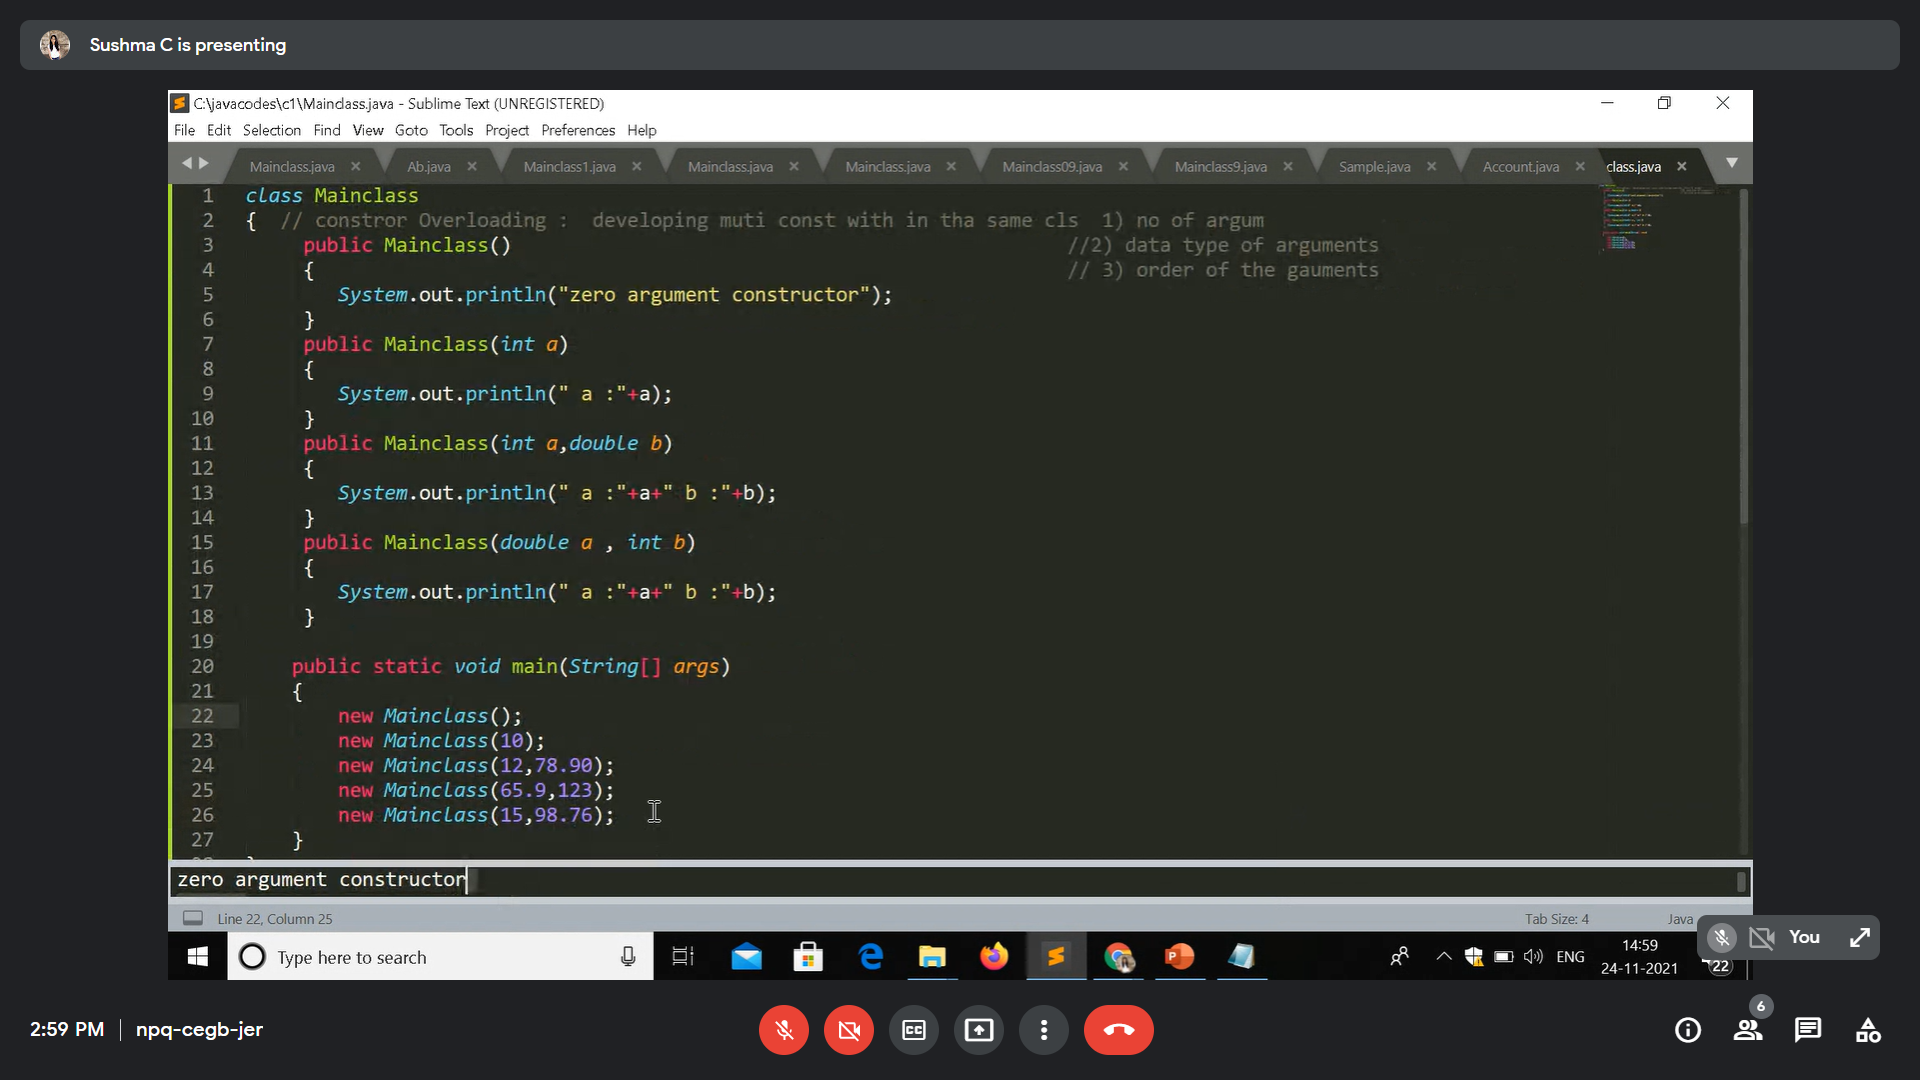 Sushma C is presenting
C:\javacodes\c1\Mainclass.java - Sublime Text (UNREGISTERED)
File Edit Selection Find View Goto Tools Project Preferences Help
Mainclass.java Ab.java Mainclass1.java Mainclass.java Mainclass.java Mainclass09.java Mainclass9.java Sample.java Account.java class.java
1 class Mainclass
2 { // constror Overloading : developing muti const with in tha same cls 1) no of argum
3 public Mainclass() //2) data type of arguments
4 { // 3) order of the gauments
5 System.out.println("zero argument constructor");
6 }
7 public Mainclass(int a)
8 {
9 System.out.println(" a :"+a);
10 }
11 public Mainclass(int a,double b)
12 {
13 System.out.println(" a :"+a+" b :"+b);
14 }
15 public Mainclass(double a , int b)
16 {
17 System.out.println(" a :"+a+" b :"+b);
18 }
19
20 public static void main(String[] args)
21 {
22 new Mainclass();
23 new Mainclass(10);
24 new Mainclass(12,78.90);
25 new Mainclass(65.9,123);
26 new Mainclass(15,98.76);
27 }
zero argument constructor
Line 22, Column 25 Tab Size: 4 Java
You
Type here to search
ENG
14:59
24-11-2021
22
2:59 PM npq-cegb-jer
6